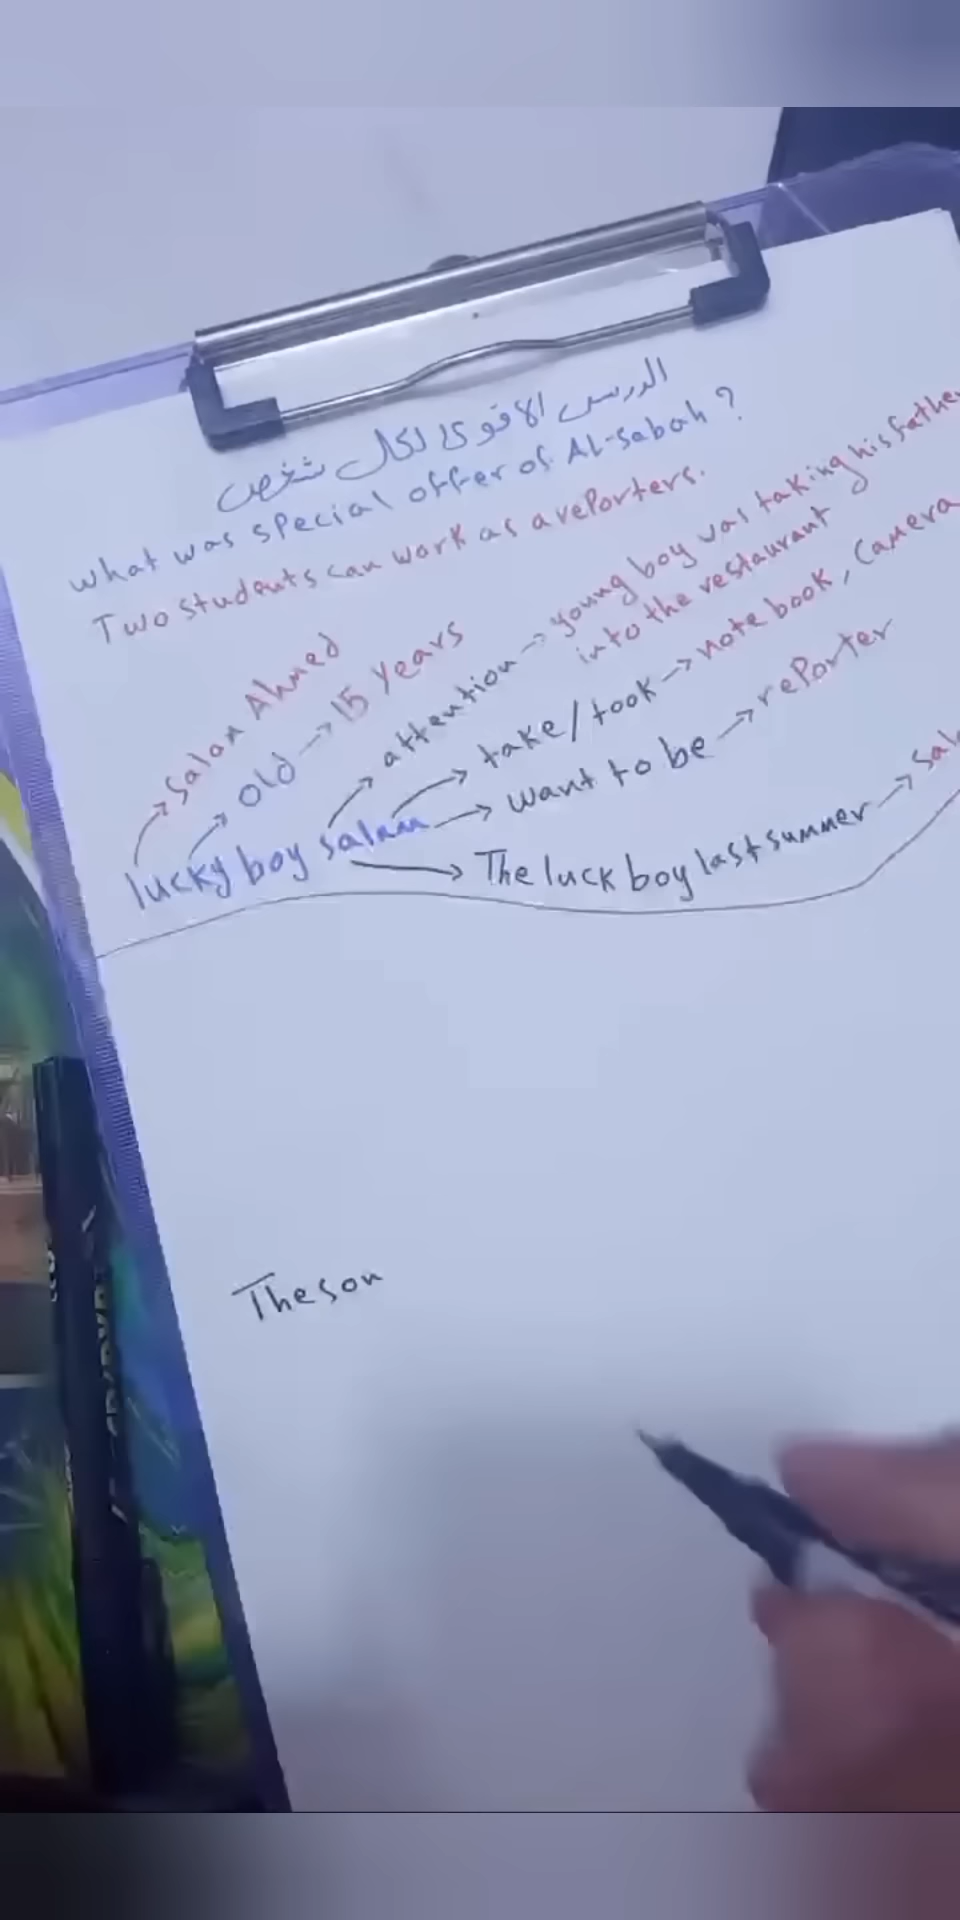 الدرس الاقوى لكل شخص
what was special offer of Al-Sabah ?
Two students can work as a reporters.
Salam Ahmed
Old → 15 years
attention → young boy was taking his father
into the restaurant
take/took → note book, Camera
want to be → reporter
lucky boy salam
The luck boy last summer →
The son